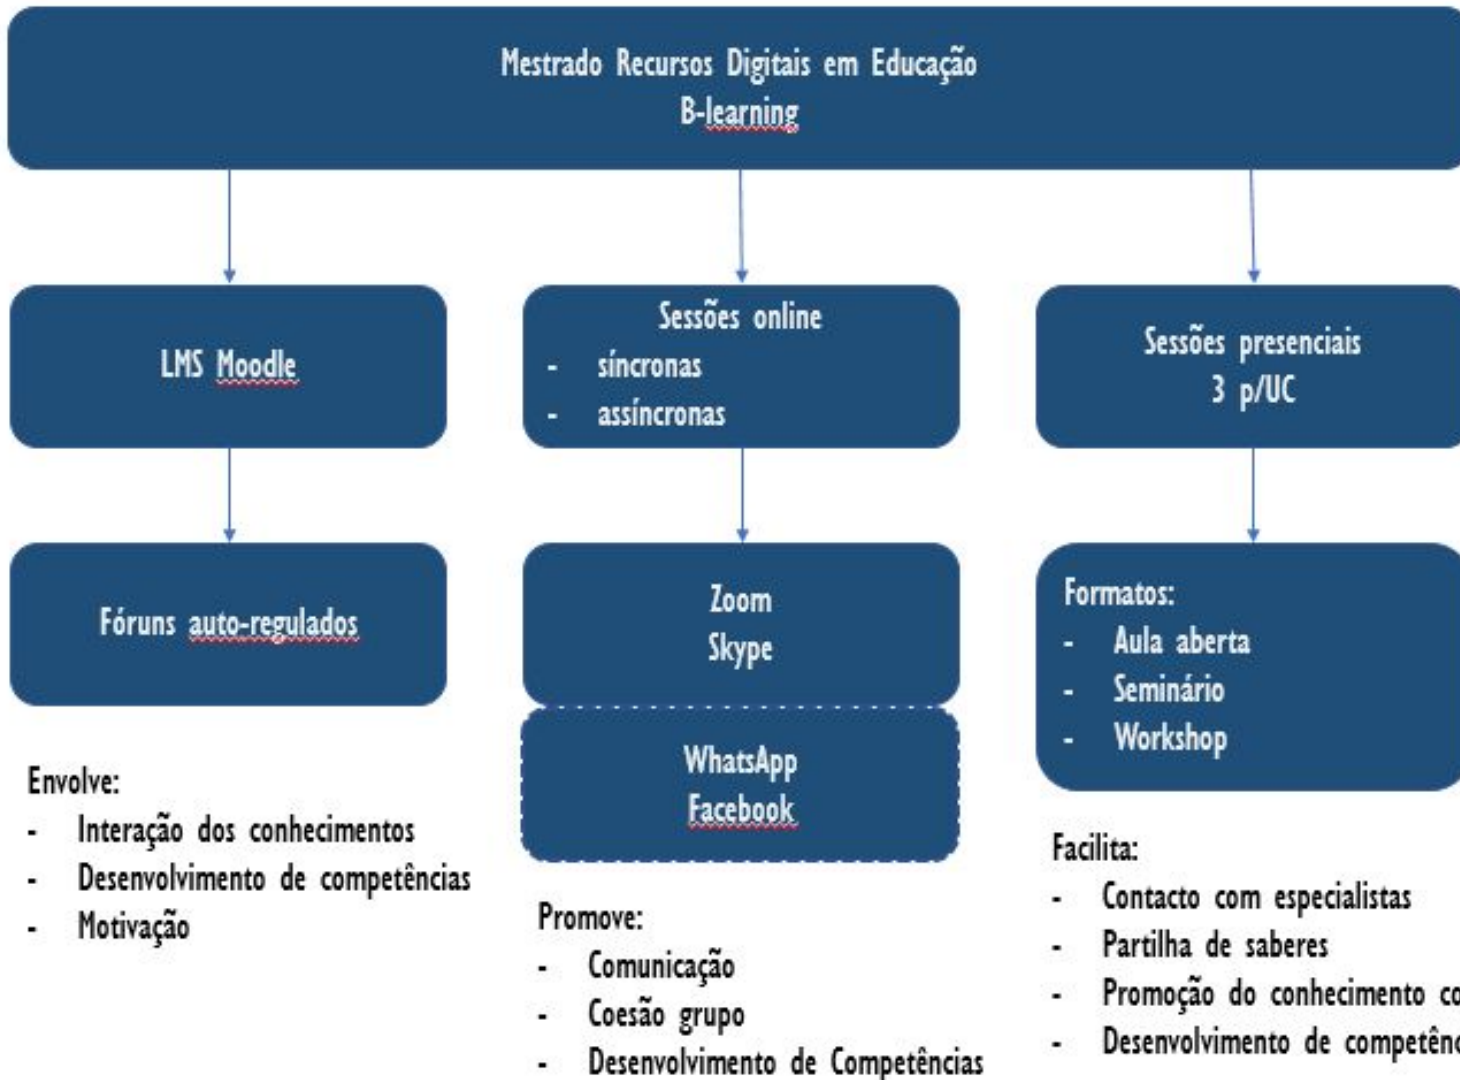 Mestrado Recursos Digitais em Educação
B-learning
LMS Moodle
Sessões online
- síncronas
- assíncronas
Sessões presenciais
3 p/UC
Fóruns auto-regulados
Zoom
Skype
WhatsApp
Facebook
Formatos:
- Aula aberta
- Seminário
- Workshop
Envolve:
- Interação dos conhecimentos
- Desenvolvimento de competências
- Motivação
Promove:
- Comunicação
- Coesão grupo
- Desenvolvimento de Competências
Facilita:
- Contacto com especialistas
- Partilha de saberes
- Promoção do conhecimento
- Desenvolvimento de